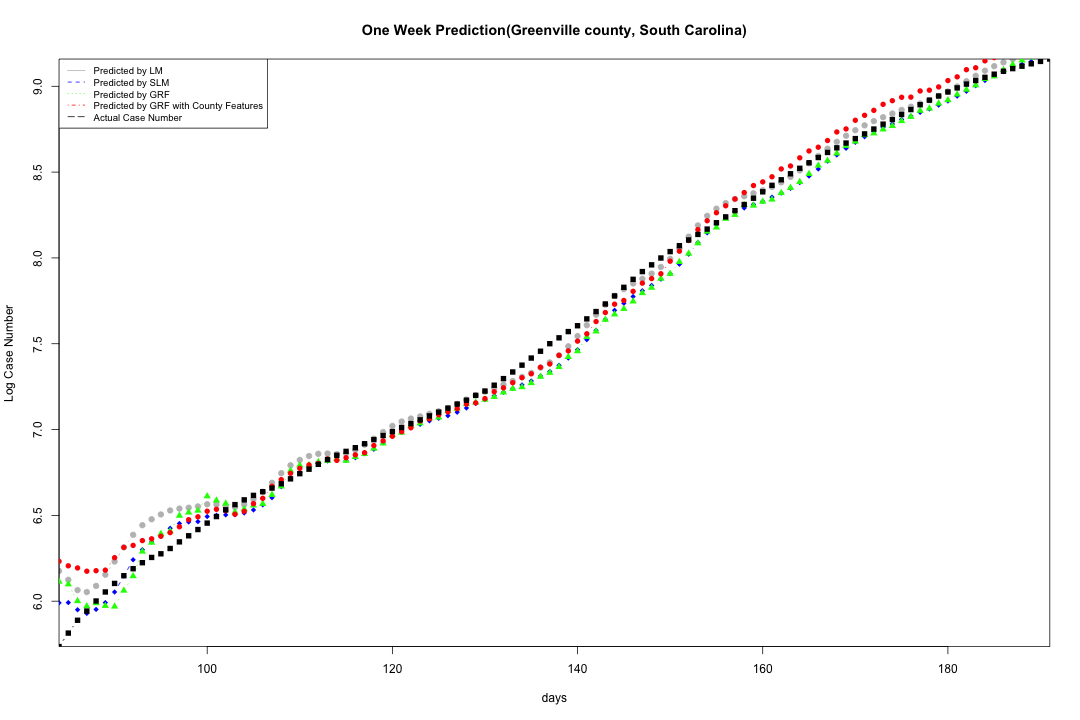 One Week Prediction(Greenville county, South Carolina)
Predicted by LM
Predicted by SLM
Predicted by GRF
Predicted by GRF with County Features
Actual Case Number
9.0
8.5
8.0
7.5
7.0
6.5
6.0
Log Case Number
100
120
140
160
180
days